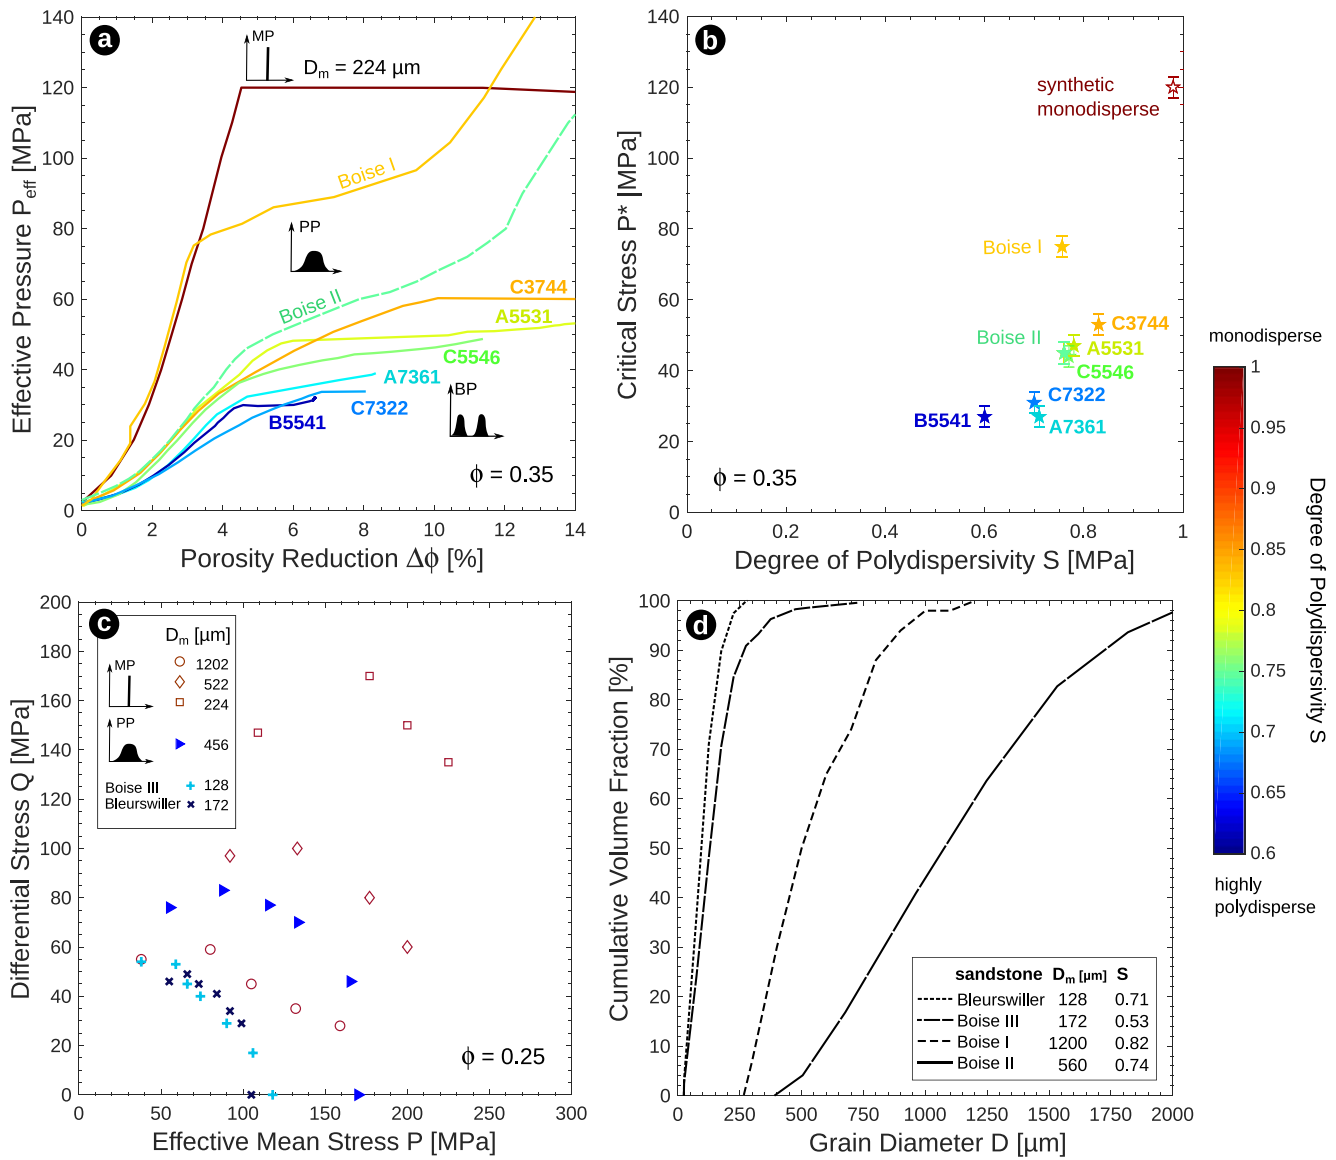 a
MP
D_m = 224 µm
Boise I
PP
Boise II
C3744
A5531
C5546
A7361
C7322
B5541
BP
ϕ = 0.35
0 20 40 60 80 100 120 140
Effective Pressure P_eff [MPa]
0 2 4 6 8 10 12 14
Porosity Reduction Δϕ [%]
b
synthetic
monodisperse
Boise I
C3744
Boise II
A5531
C5546
C7322
B5541
A7361
ϕ = 0.35
0 20 40 60 80 100 120 140
Critical Stress P* [MPa]
0 0.2 0.4 0.6 0.8 1
Degree of Polydispersivity S [MPa]
monodisperse
1
0.95
0.9
0.85
0.8
0.75
0.7
0.65
0.6
Degree of Polydispersivity S
highly
polydisperse
c
D_m [µm]
MP
1202
522
224
PP
456
Boise III 128
Bleurswiller 172
ϕ = 0.25
0 20 40 60 80 100 120 140 160 180 200
Differential Stress Q [MPa]
0 50 100 150 200 250 300
Effective Mean Stress P [MPa]
d
sandstone D_m [µm] S
Bleurswiller 128 0.71
Boise III 172 0.53
Boise I 1200 0.82
Boise II 560 0.74
0 10 20 30 40 50 60 70 80 90 100
Cumulative Volume Fraction [%]
0 250 500 750 1000 1250 1500 1750 2000
Grain Diameter D [µm]